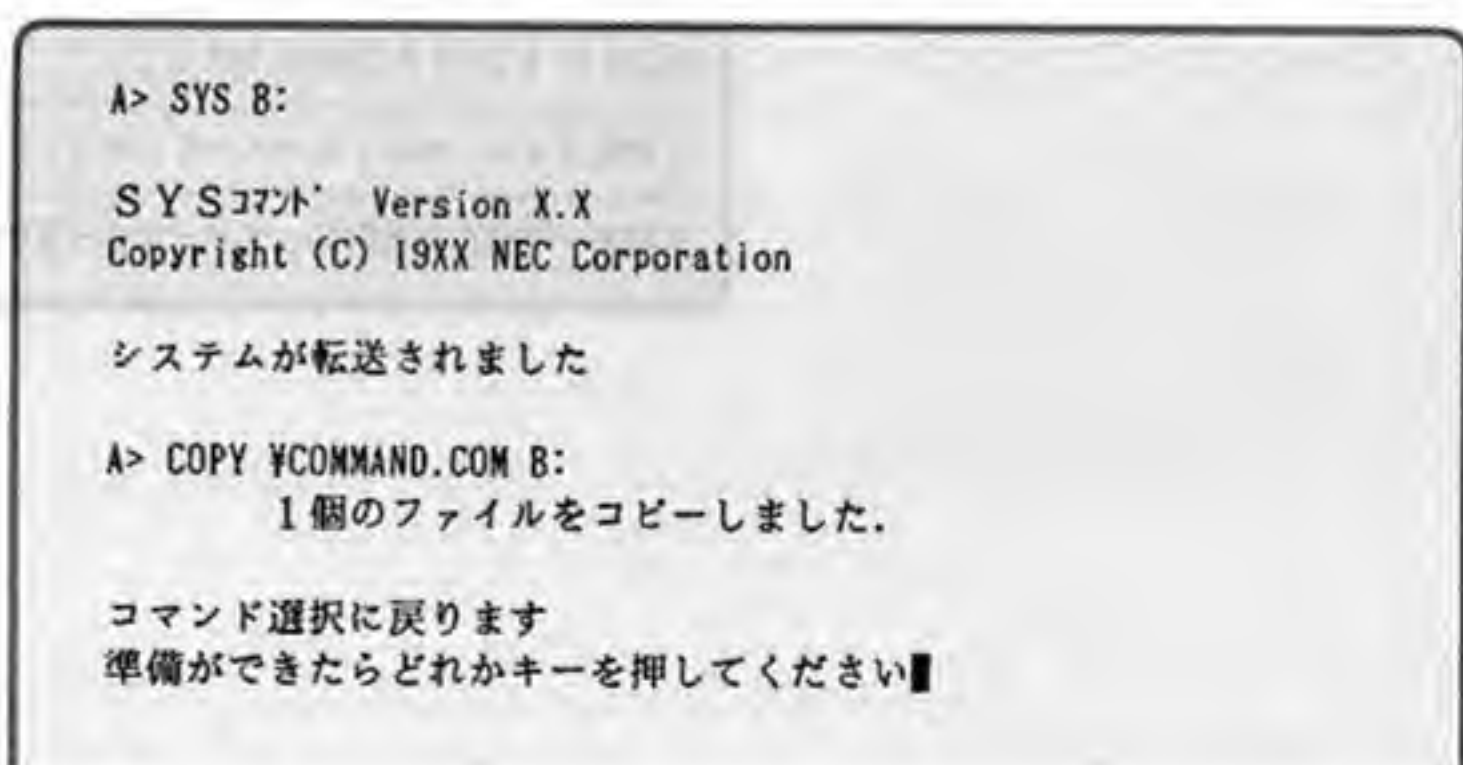 A> SYS B:
ＳＹＳｺﾏﾝﾄﾞ Version X.X
Copyright (C) 19XX NEC Corporation
システムが転送されました
A> COPY ¥COMMAND.COM B:
１個のファイルをコピーしました.
コマンド選択に戻ります
準備ができたらどれかキーを押してください